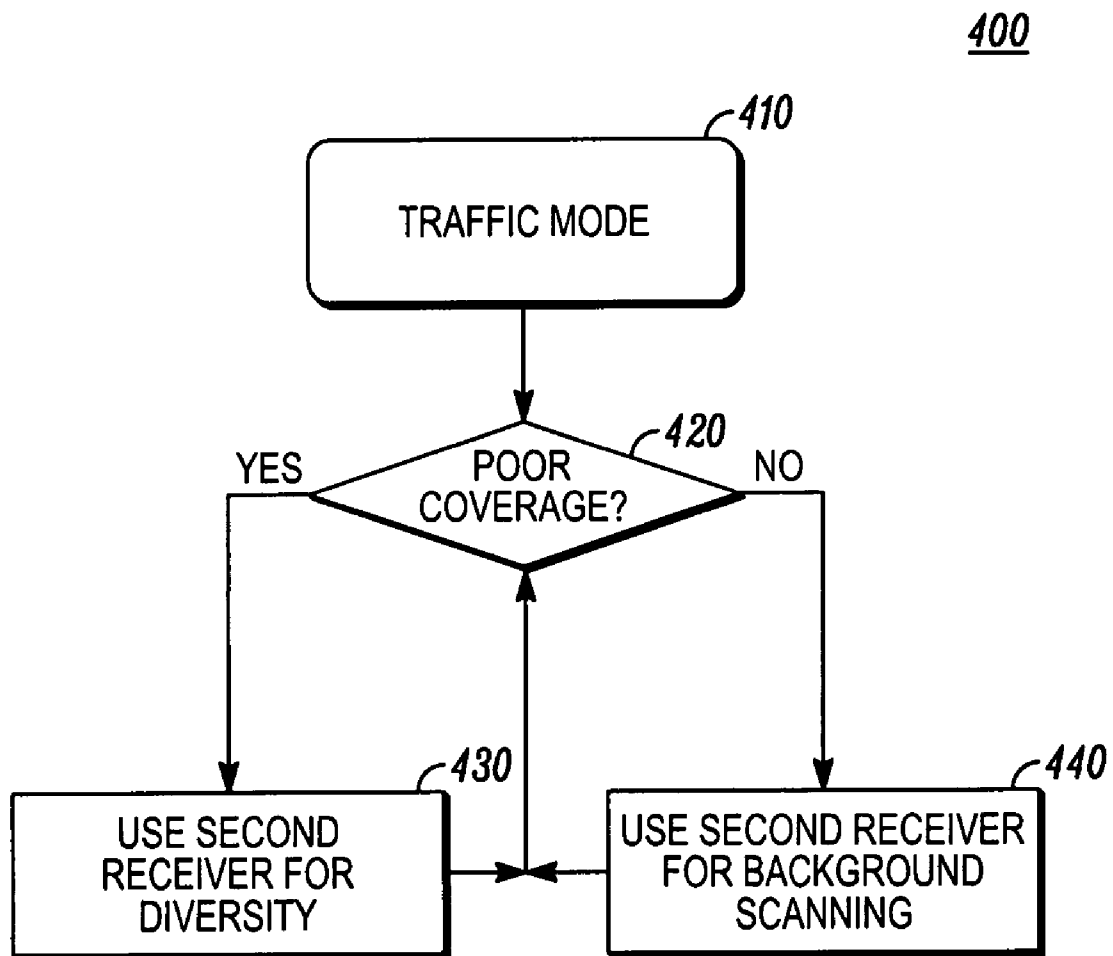 400
410
TRAFFIC MODE
420
YES
POOR
COVERAGE?
NO
430
USE SECOND
RECEIVER FOR
DIVERSITY
440
USE SECOND RECEIVER
FOR BACKGROUND
SCANNING